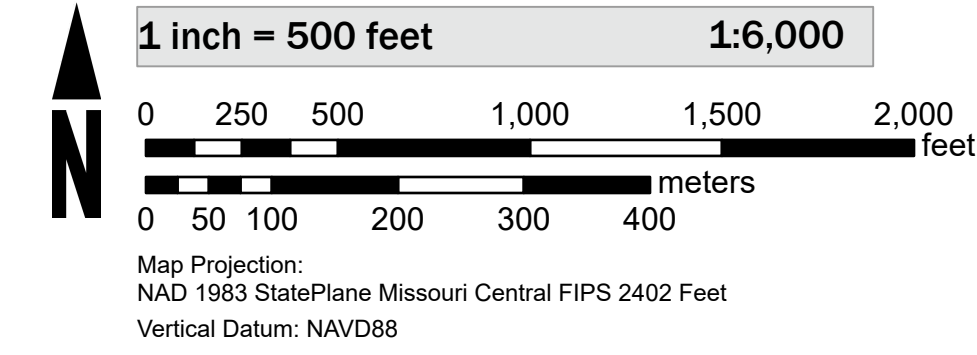 N
1 inch = 500 feet 1:6,000
0 250 500 1,000 1,500 2,000
feet
meters
0 50 100 200 300 400
Map Projection:
NAD 1983 StatePlane Missouri Central FIPS 2402 Feet
Vertical Datum: NAVD88